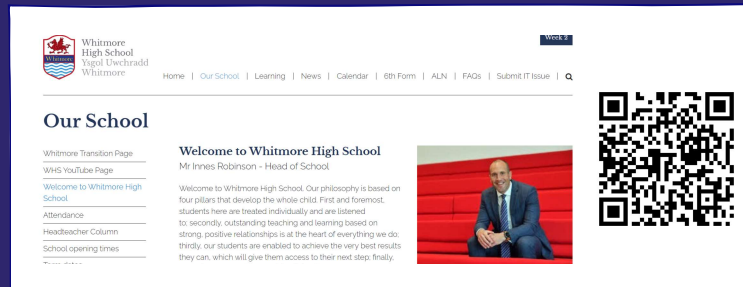 Whitmore
High School
Ysgol Uwchradd
Whitmore
Whitmore
Week 2
Home | Our School | Learning | News | Calendar | 6th Form | ALN | FAQs | Submit IT Issue |
Our School
Whitmore Transition Page
WHS YouTube Page
Welcome to Whitmore High
School
Attendance
Headteacher Column
School opening times
Term dates
Welcome to Whitmore High School
Mr Innes Robinson - Head of School
Welcome to Whitmore High School. Our philosophy is based on
four pillars that develop the whole child. First and foremost,
students here are treated individually and are listened
to; secondly, outstanding teaching and learning based on
strong, positive relationships is at the heart of everything we do;
thirdly, our students are enabled to achieve the very best results
they can, which will give them access to their next step; finally,